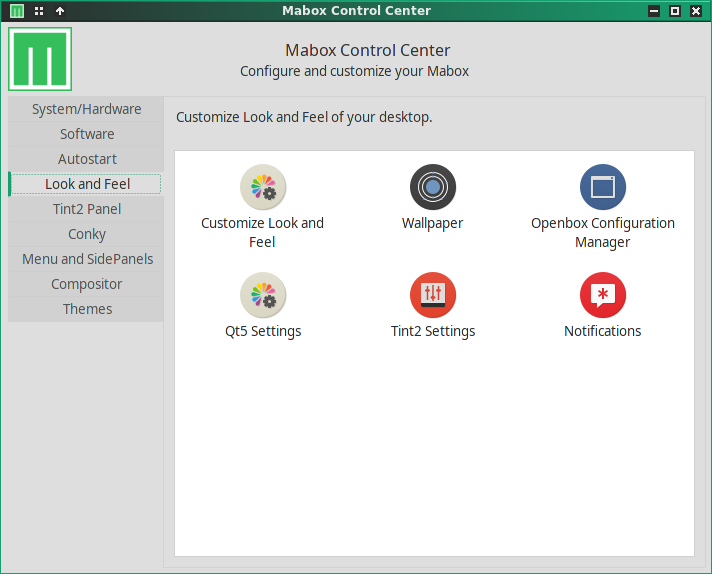 Mabox Control Center
Mabox Control Center
Configure and customize your Mabox
System/Hardware
Software
Autostart
Look and Feel
Tint2 Panel
Conky
Menu and SidePanels
Compositor
Themes
Customize Look and Feel of your desktop.
Customize Look and
Feel
Wallpaper
Openbox Configuration
Manager
Qt5 Settings
Tint2 Settings
Notifications